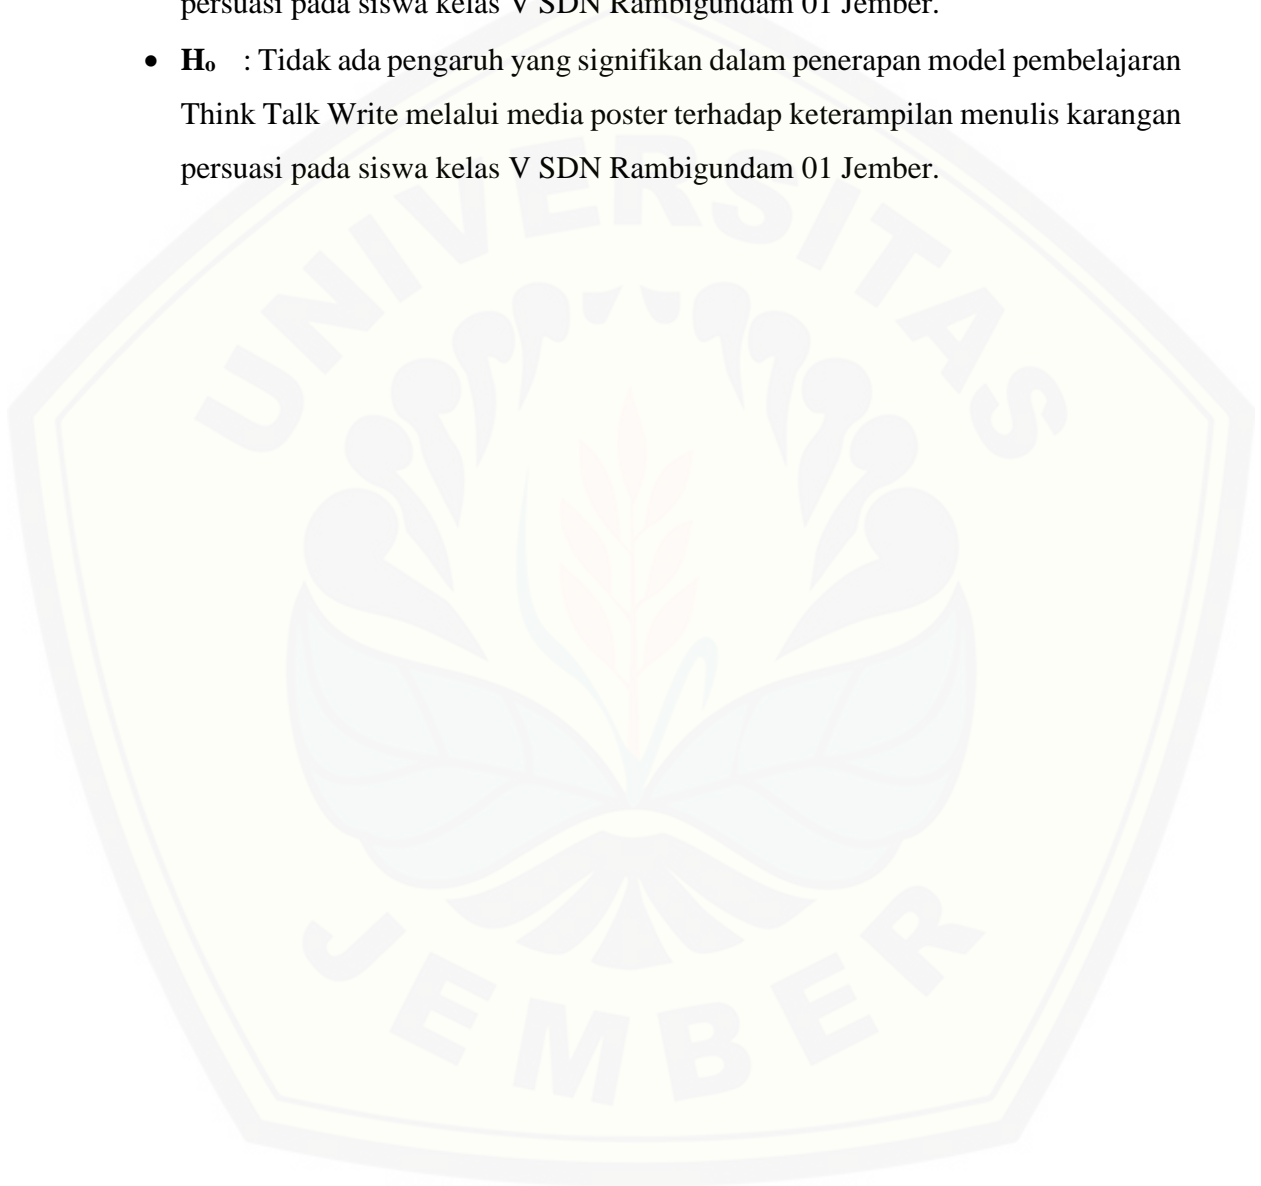 persuasi pada siswa kelas V SDN Rambigundam 01 Jember.
• Ho : Tidak ada pengaruh yang signifikan dalam penerapan model pembelajaran
Think Talk Write melalui media poster terhadap keterampilan menulis karangan
persuasi pada siswa kelas V SDN Rambigundam 01 Jember.
UNIVERSITAS
JEMBER